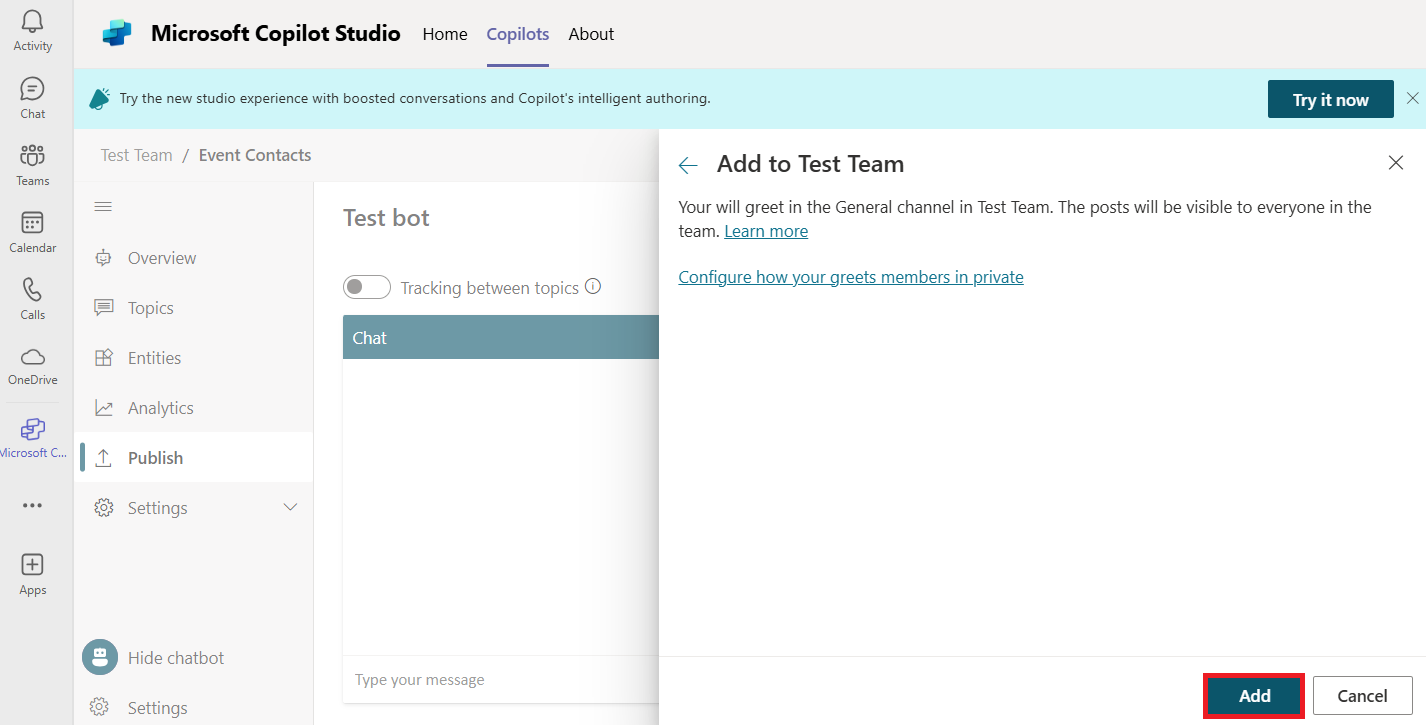 Activity
Chat
Teams
Calendar
Calls
OneDrive
Microsoft C...
Apps
Microsoft Copilot Studio Home Copilots About
Try the new studio experience with boosted conversations and Copilot's intelligent authoring.
Try it now
Test Team / Event Contacts
Overview
Topics
Entities
Analytics
Publish
Settings
Hide chatbot
Settings
Test bot
Tracking between topics
Chat
Type your message
Add to Test Team
Your will greet in the General channel in Test Team. The posts will be visible to everyone in the
team. Learn more
Configure how your greets members in private
Add Cancel